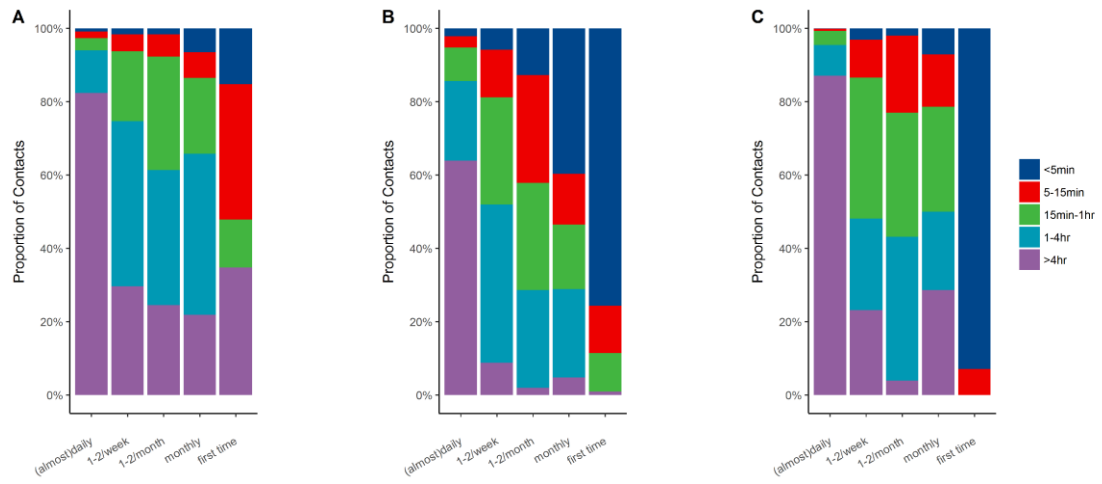 A
Proportion of Contacts
100%
80%
60%
40%
20%
0%
(almost)daily
1-2/week
1-2/month
monthly
first time
B
Proportion of Contacts
100%
80%
60%
40%
20%
0%
(almost)daily
1-2/week
1-2/month
monthly
first time
C
Proportion of Contacts
100%
80%
60%
40%
20%
0%
(almost)daily
1-2/week
1-2/month
monthly
first time
<5min
5-15min
15min-1hr
1-4hr
>4hr